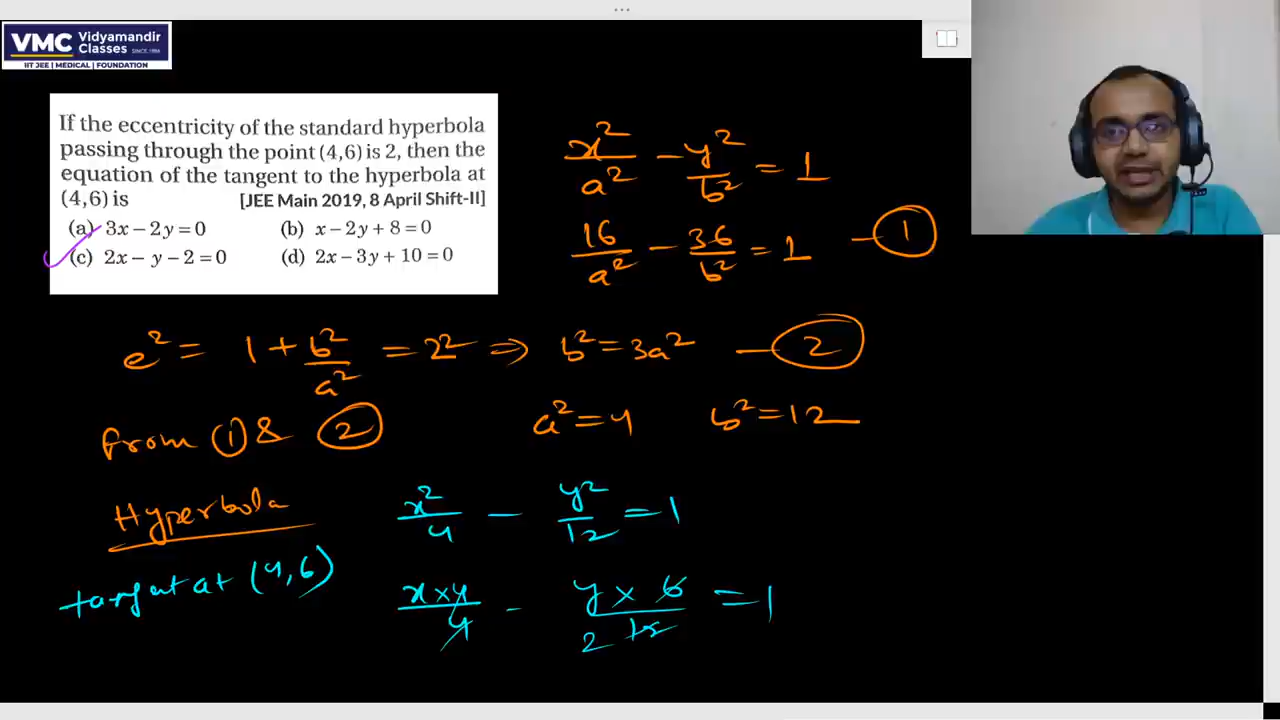 VMC Vidyamandir Classes
SINCE 1986
IIT JEE | MEDICAL | FOUNDATION
If the eccentricity of the standard hyperbola
passing through the point (4,6) is 2, then the
equation of the tangent to the hyperbola at
(4,6) is [JEE Main 2019, 8 April Shift-II]
(a) 3x − 2y = 0 (b) x − 2y + 8 = 0
(c) 2x − y − 2 = 0 (d) 2x − 3y + 10 = 0
x²/a² − y²/b² = 1
16/a² − 36/b² = 1 — 1
e² = 1 + b²/a² = 2² ⇒ b² = 3a² — 2
from 1 & 2 a² = 4 b² = 12
Hyperbola x²/4 − y²/12 = 1
tangent at (4,6) x×4/4 − y×6/12 2 = 1